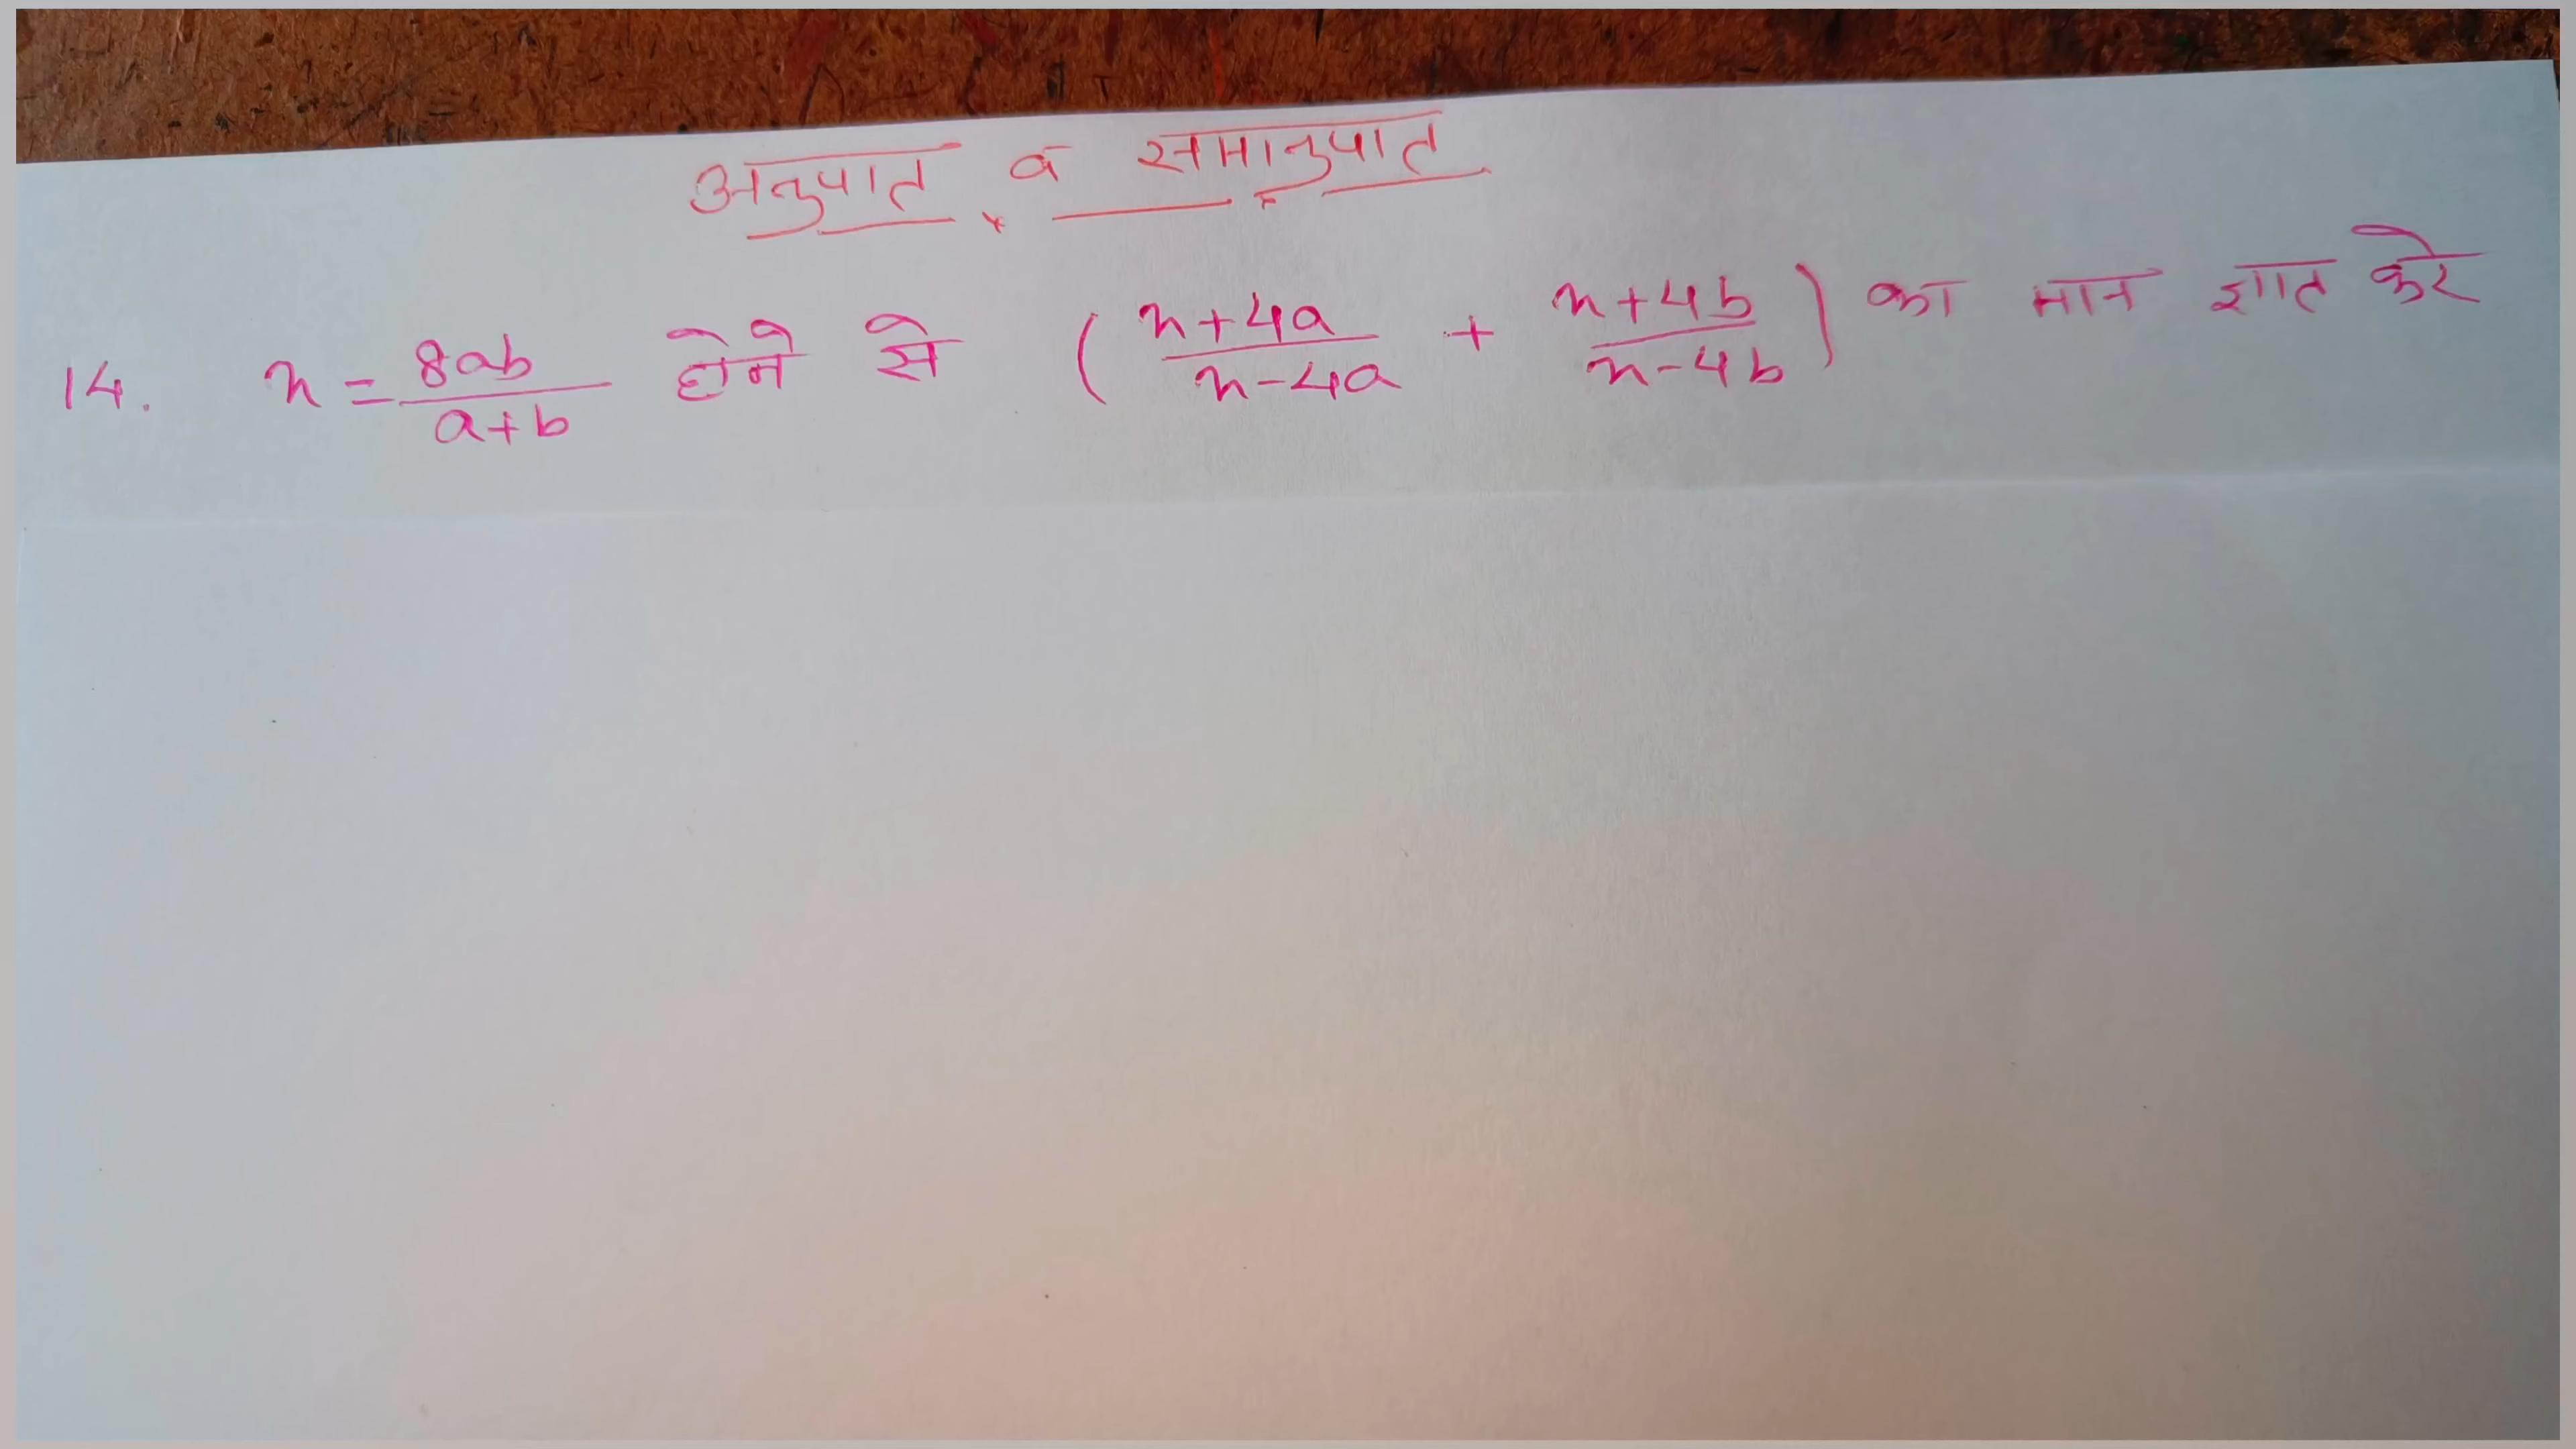 अनुपात व समानुपात
14. x = 8ab/(a+b) होने से ( (x+4a)/(x-4a) + (x+4b)/(x-4b) ) का मान ज्ञात करे